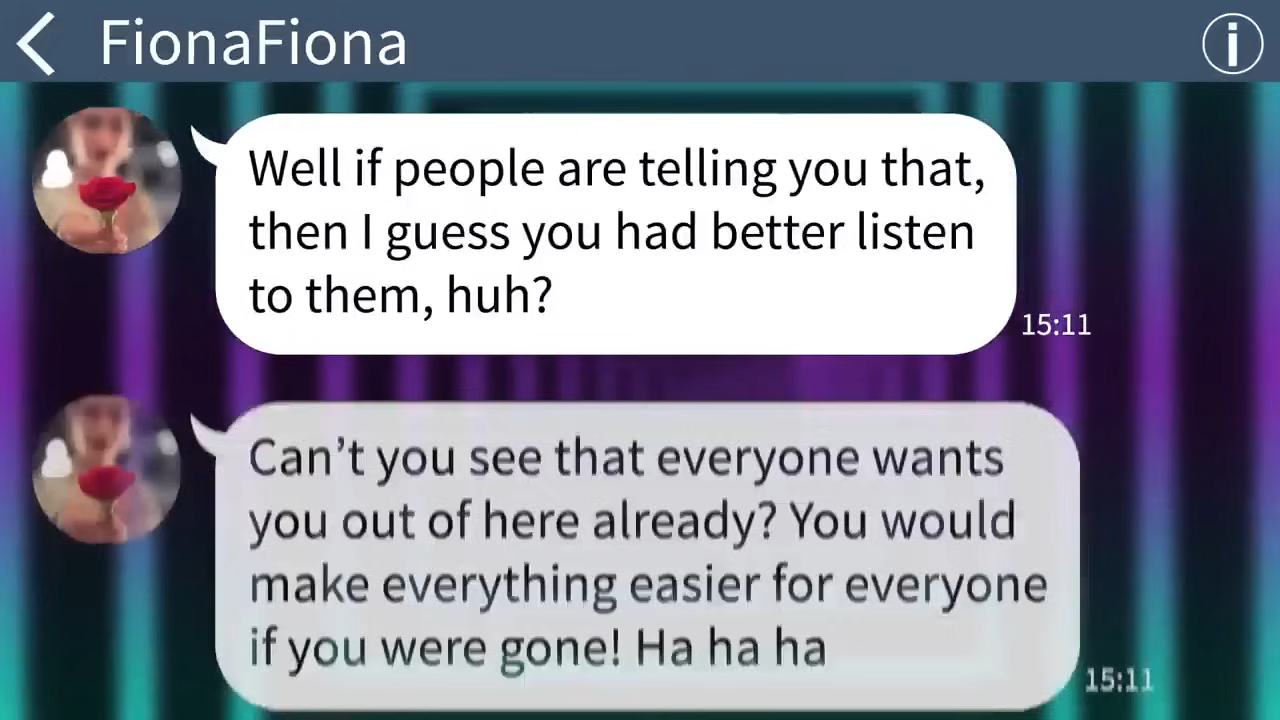 FionaFiona
Well if people are telling you that,
then I guess you had better listen
to them, huh?
15:11
Can’t you see that everyone wants
you out of here already? You would
make everything easier for everyone
if you were gone! Ha ha ha
15:11